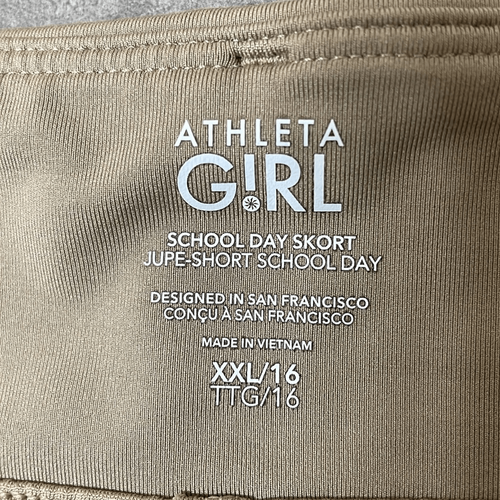 ATHLETA
G!RL
SCHOOL DAY SKORT
JUPE-SHORT SCHOOL DAY
DESIGNED IN SAN FRANCISCO
CONÇU À SAN FRANCISCO
MADE IN VIETNAM
XXL/16
TTG/16